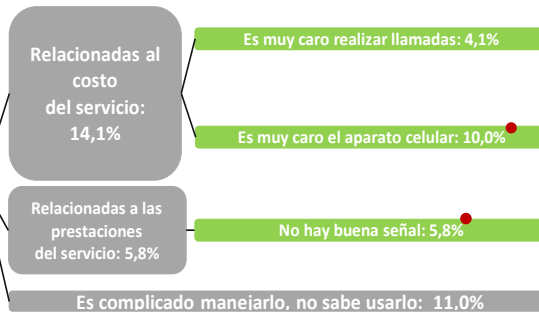 Relacionadas al
costo
del servicio:
14,1%
Es muy caro realizar llamadas: 4,1%
Es muy caro el aparato celular: 10,0%
Relacionadas a las
prestaciones
del servicio: 5,8%
No hay buena señal: 5,8%
Es complicado manejarlo, no sabe usarlo: 11,0%